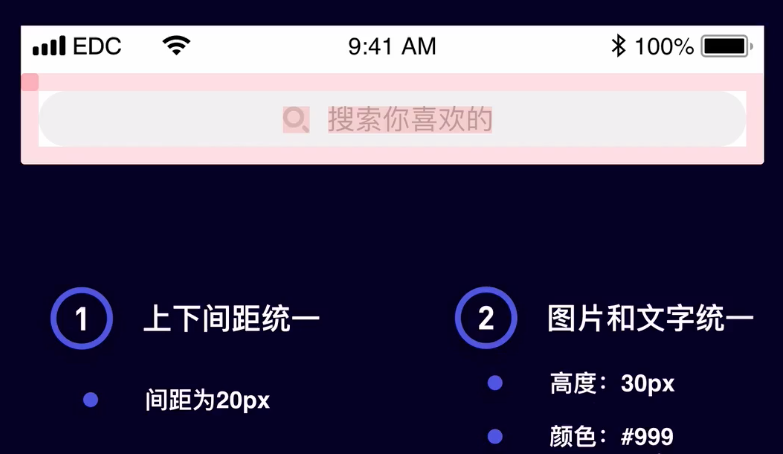 EDC 9:41 AM 100%
搜索你喜欢的
1 上下间距统一
间距为20px
2 图片和文字统一
高度：30px
颜色：#999